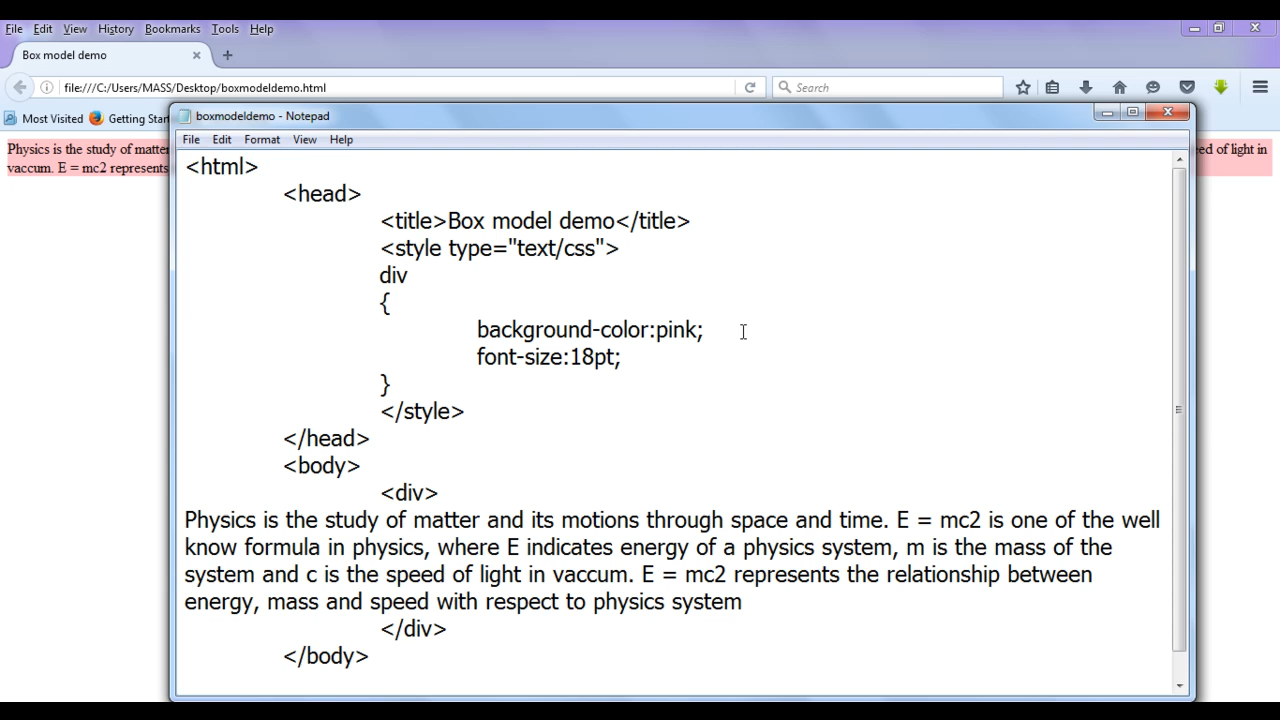 File Edit View History Bookmarks Tools Help
Box model demo
file:///C:/Users/MASS/Desktop/boxmodeldemo.html
Search
Most Visited Getting Star
boxmodeldemo - Notepad
File Edit Format View Help
Physics is the study of matter
ed of light in
vaccum. E = mc2 represents
<html>
<head>
<title>Box model demo</title>
<style type="text/css">
div
{
background-color:pink;
font-size:18pt;
}
</style>
</head>
<body>
<div>
Physics is the study of matter and its motions through space and time. E = mc2 is one of the well
know formula in physics, where E indicates energy of a physics system, m is the mass of the
system and c is the speed of light in vaccum. E = mc2 represents the relationship between
energy, mass and speed with respect to physics system
</div>
</body>